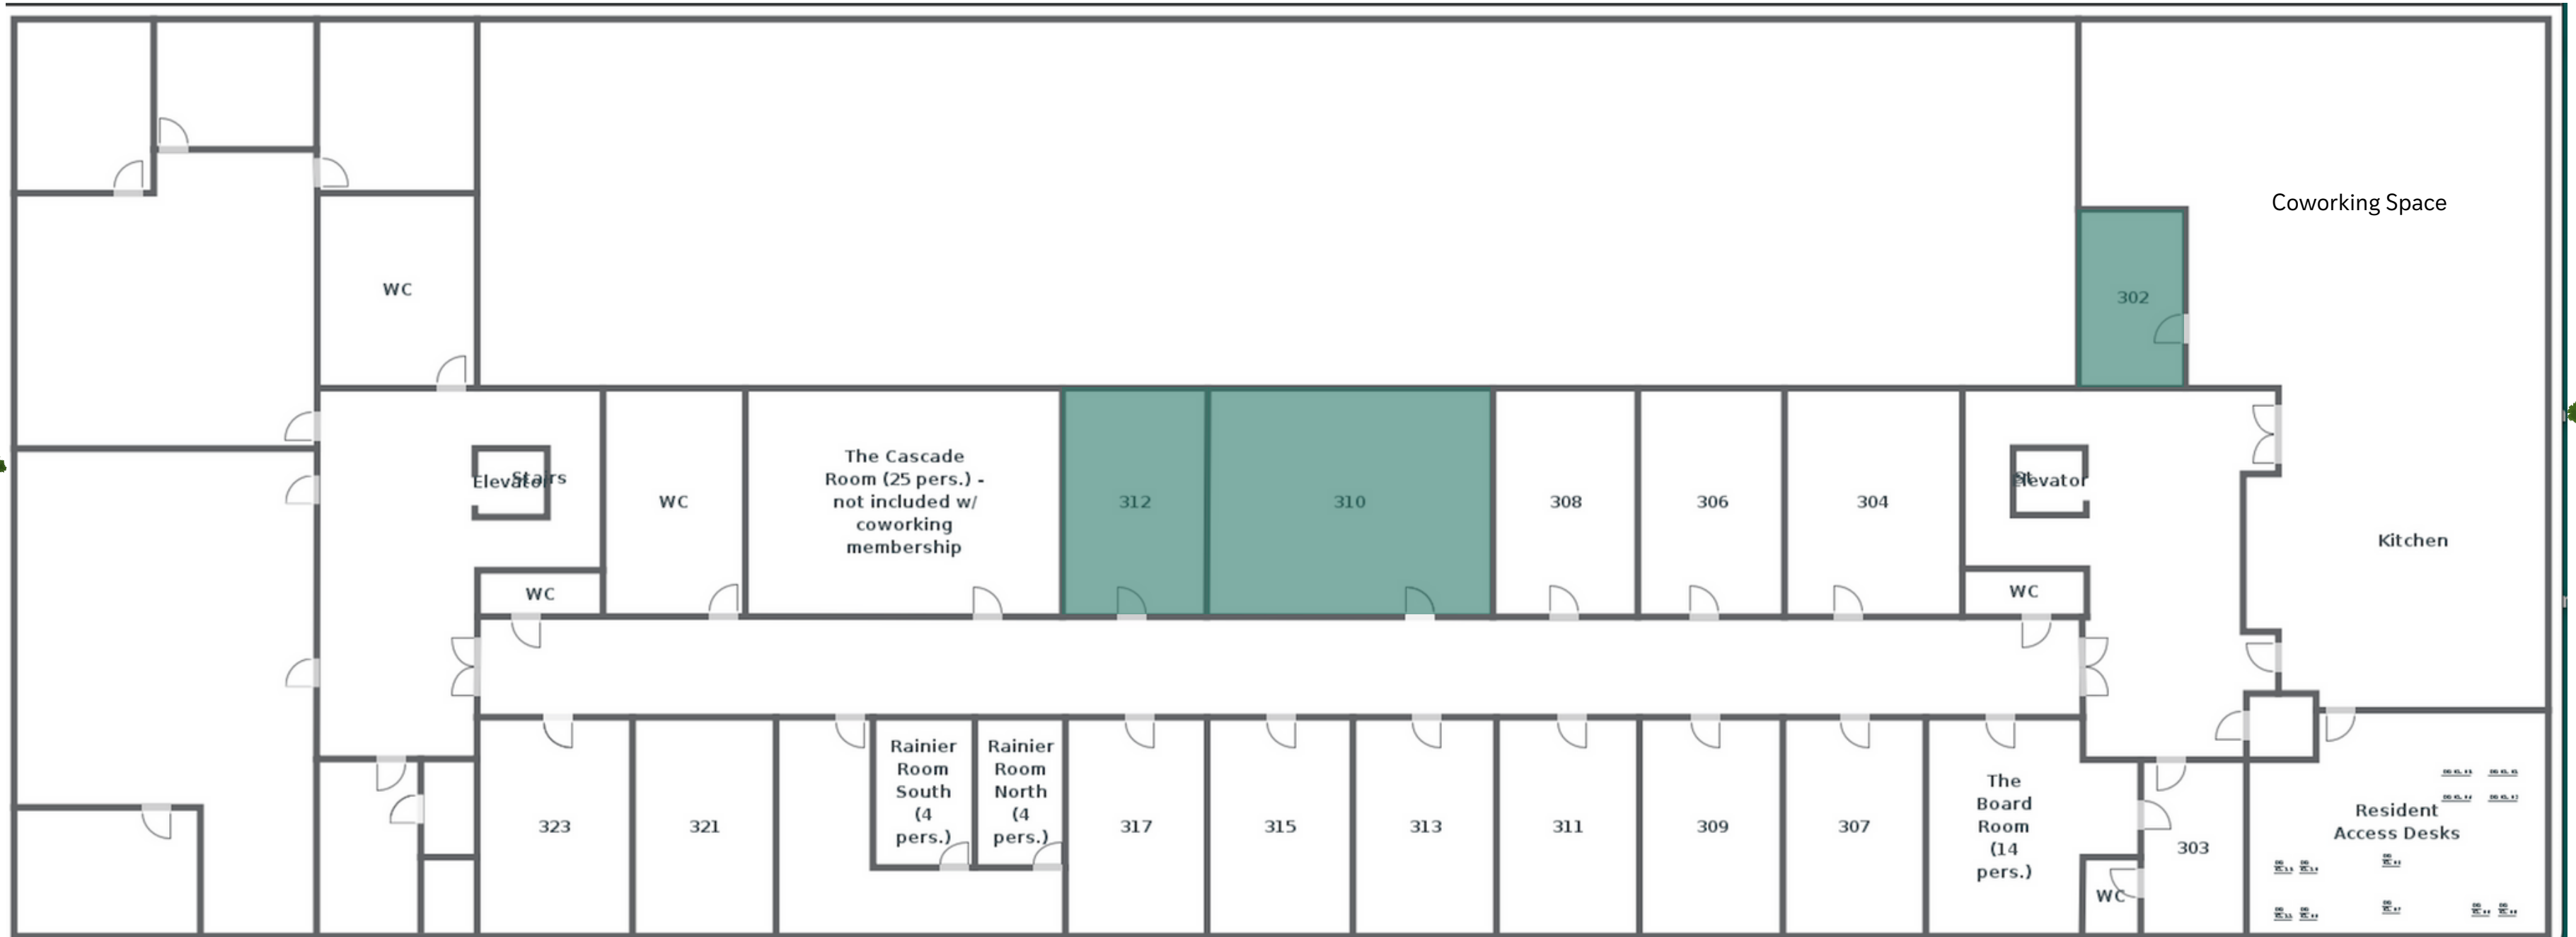 Coworking Space
WC
302
Elevator
Stairs
WC
The Cascade
Room (25 pers.) -
not included w/
coworking
membership
312
310
308
306
304
Elevator
Kitchen
WC
WC
Rainier
Room
South
(4
pers.)
Rainier
Room
North
(4
pers.)
323
321
317
315
313
311
309
307
The
Board
Room
(14
pers.)
303
WC
Resident
Access Desks